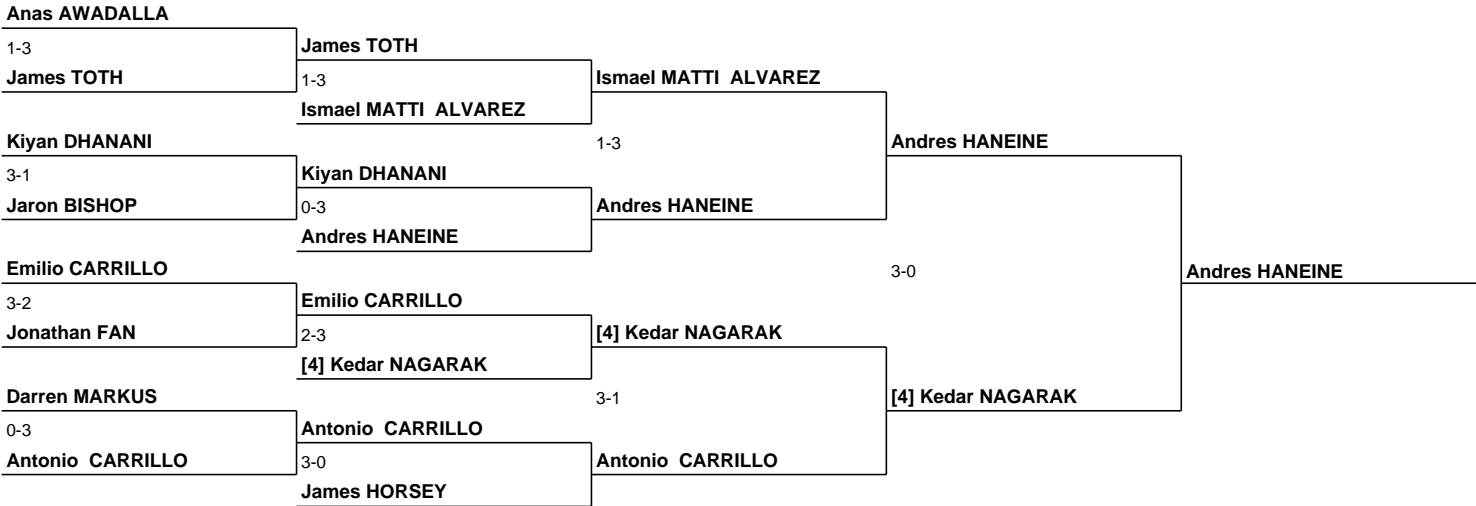 Anas AWADALLA
1-3
James TOTH
James TOTH
1-3
Ismael MATTI  ALVAREZ
Ismael MATTI  ALVAREZ
Kiyan DHANANI
1-3
Andres HANEINE
3-1
Kiyan DHANANI
Jaron BISHOP
0-3
Andres HANEINE
Andres HANEINE
Emilio CARRILLO
3-0
Andres HANEINE
3-2
Emilio CARRILLO
Jonathan FAN
2-3
[4] Kedar NAGARAK
[4] Kedar NAGARAK
Darren MARKUS
3-1
[4] Kedar NAGARAK
0-3
Antonio  CARRILLO
Antonio  CARRILLO
3-0
Antonio  CARRILLO
James HORSEY